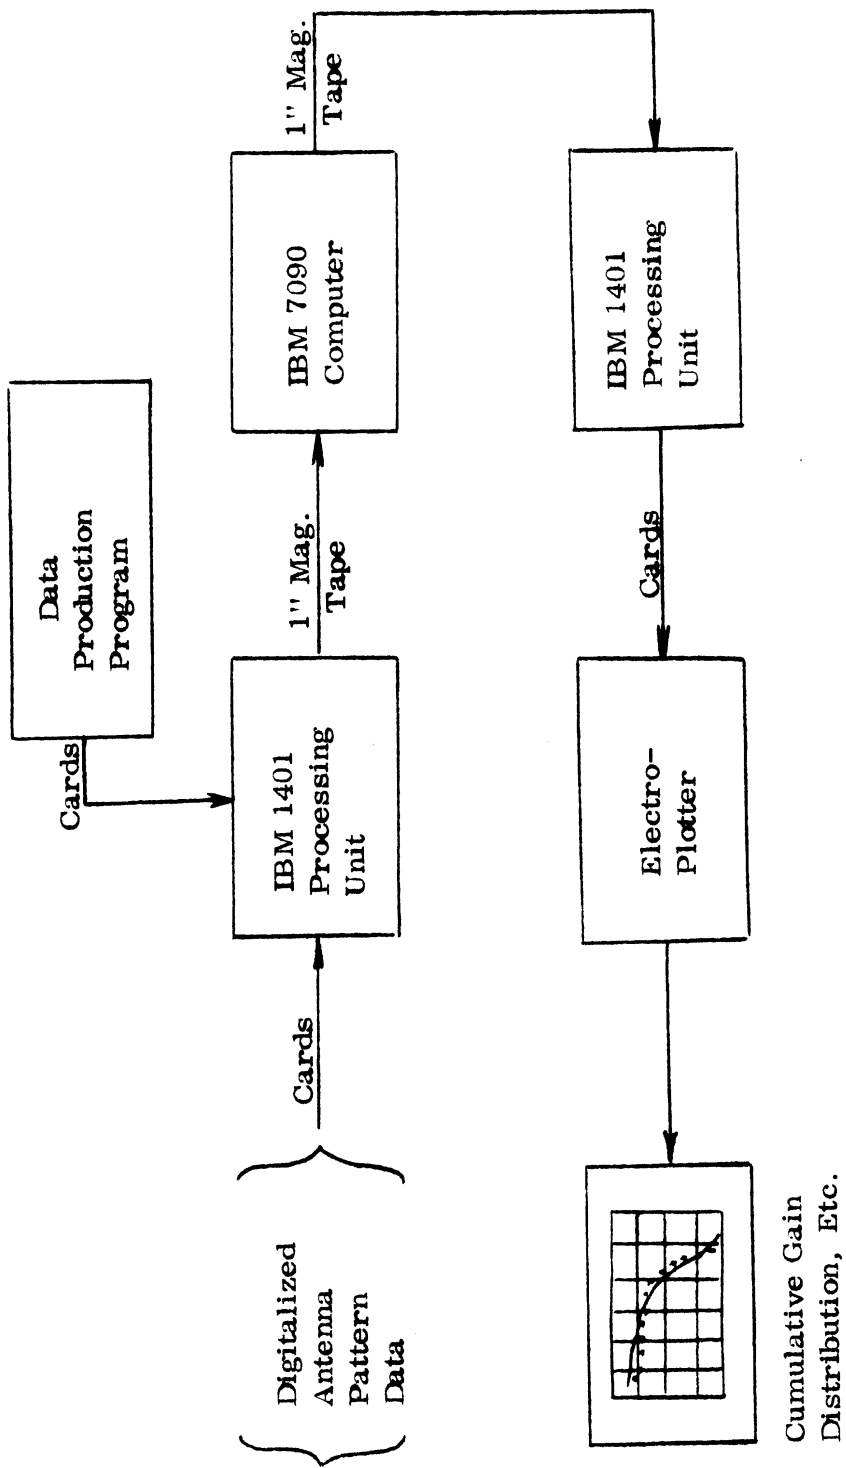 Digitalized
Antenna
Pattern
Data
Cards
IBM 1401
Processing
Unit
Cards
Data
Production
Program
1" Mag.
Tape
IBM 7090
Computer
1" Mag.
Tape
IBM 1401
Processing
Unit
Cards
Electro-
Plotter
Cumulative Gain
Distribution, Etc.